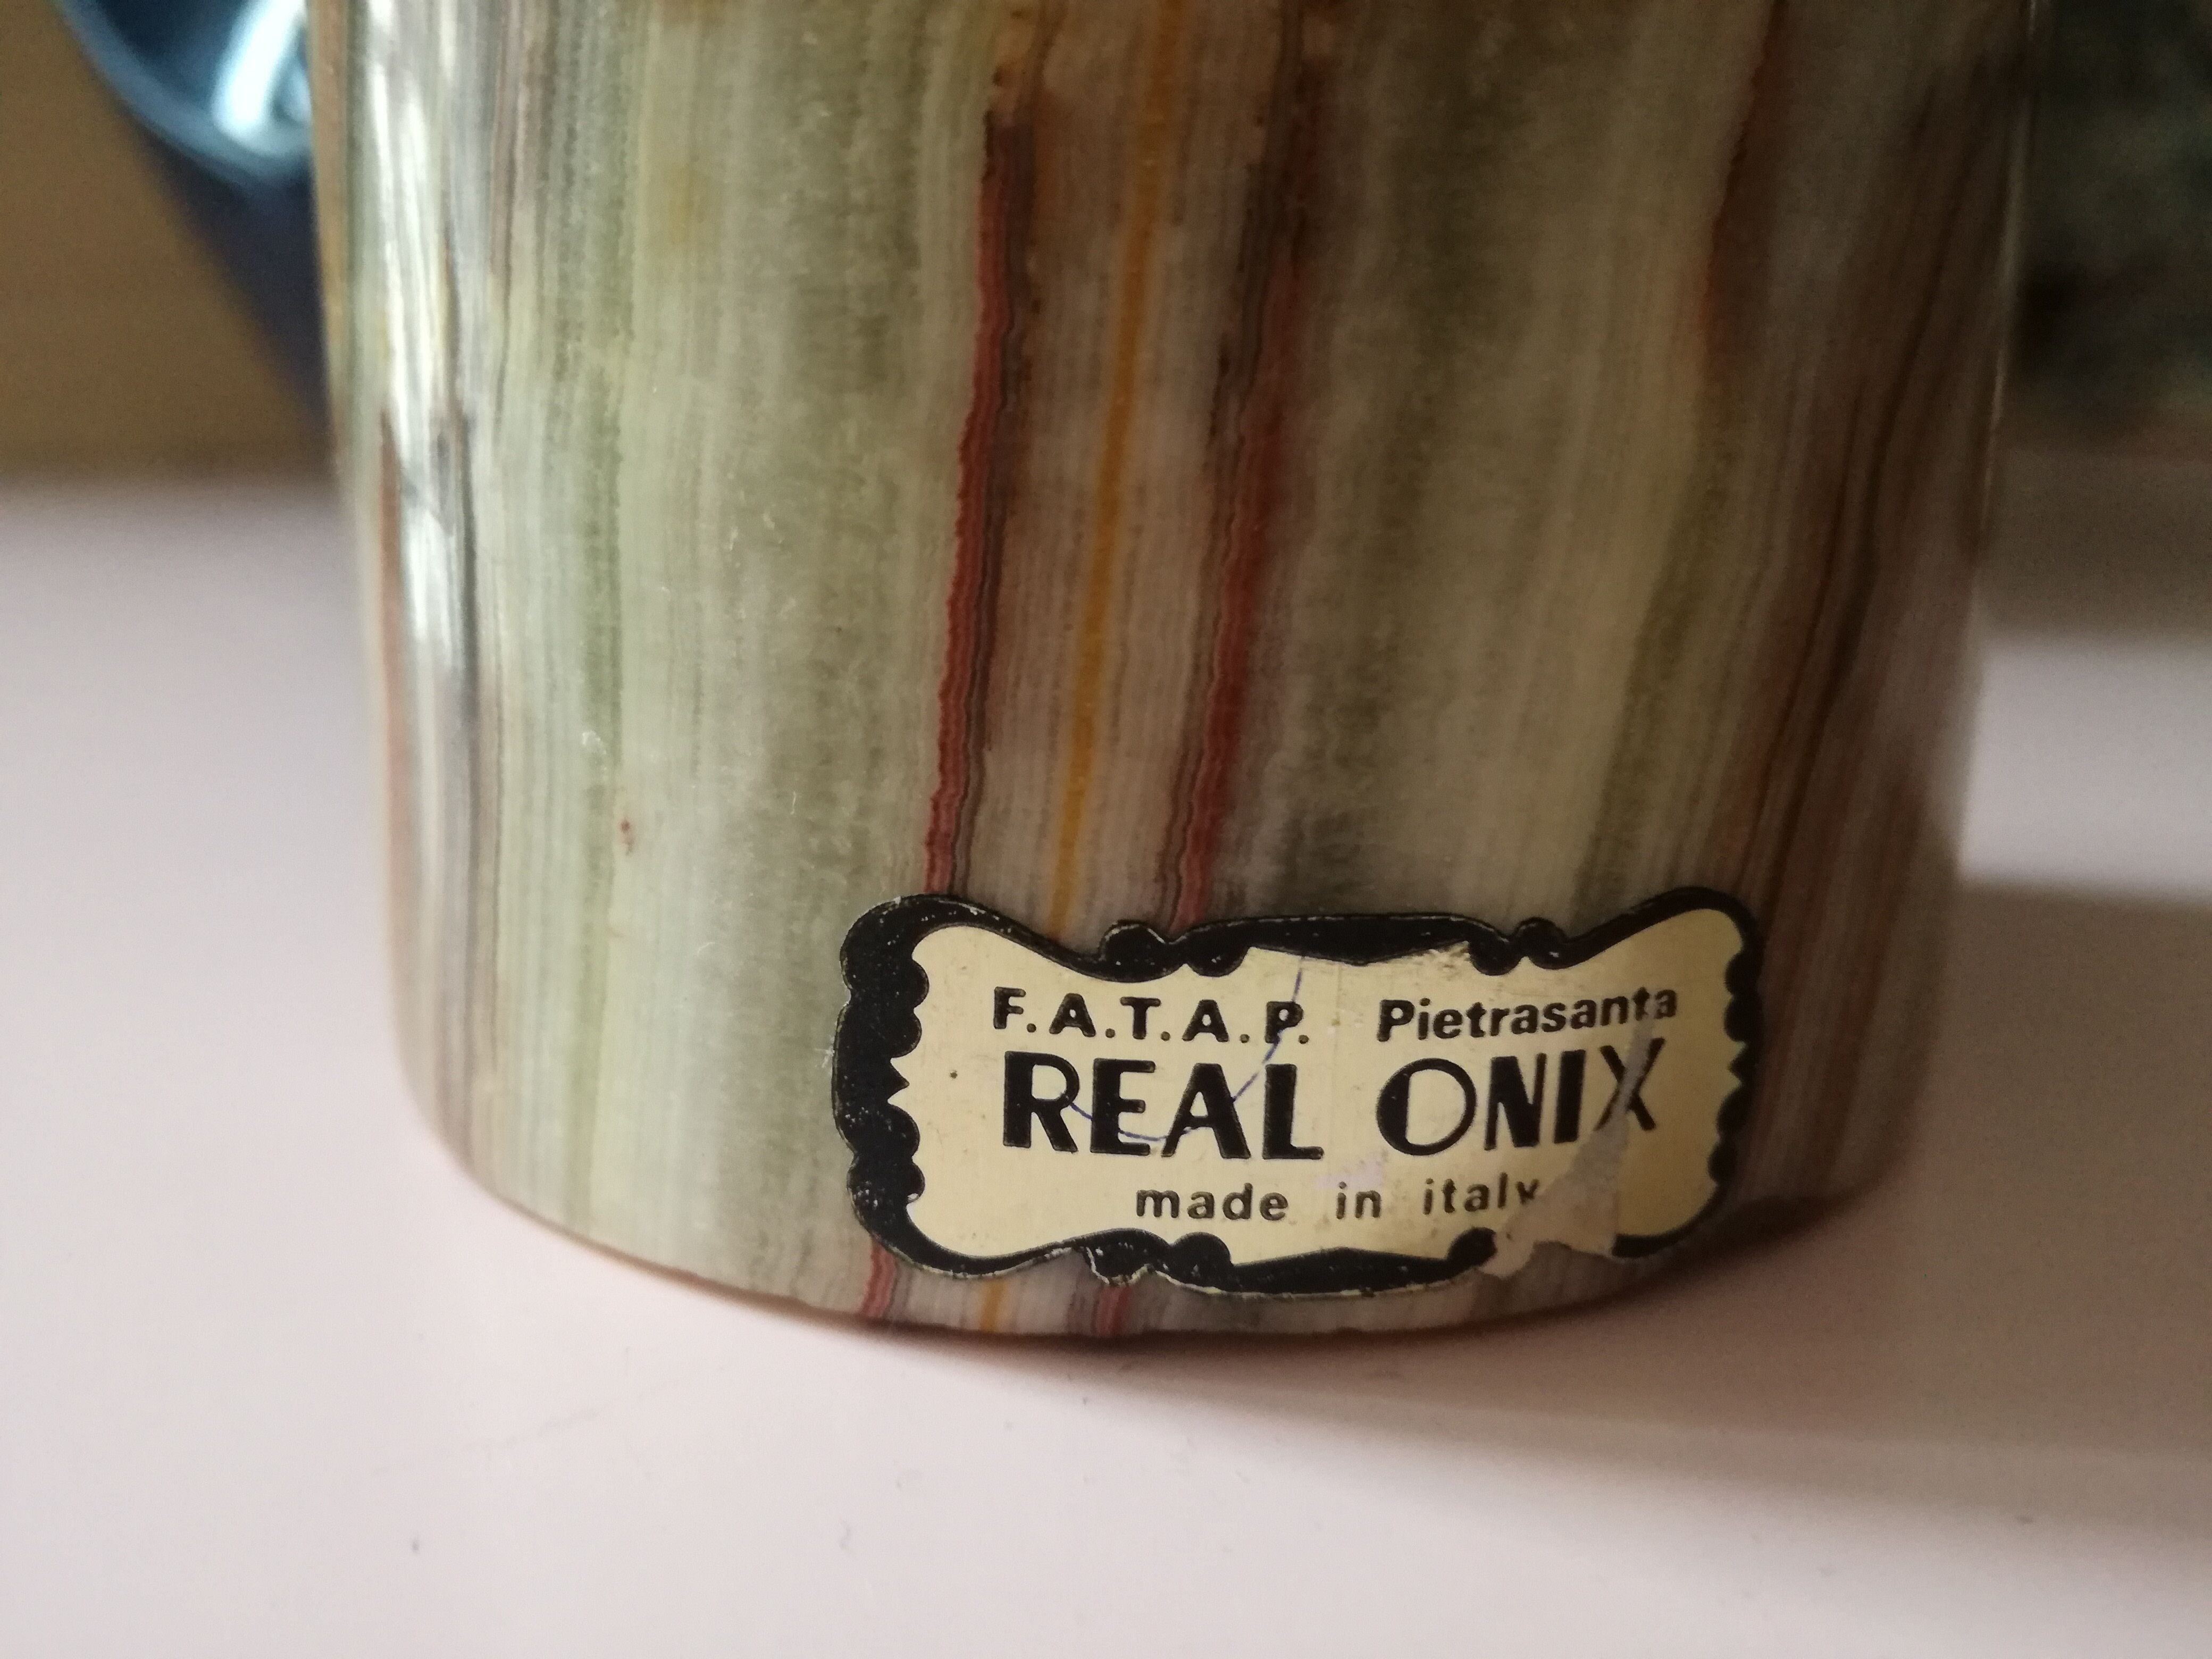 F.A.T.A.P. Pietrasanta
REAL ONIX
made in italy